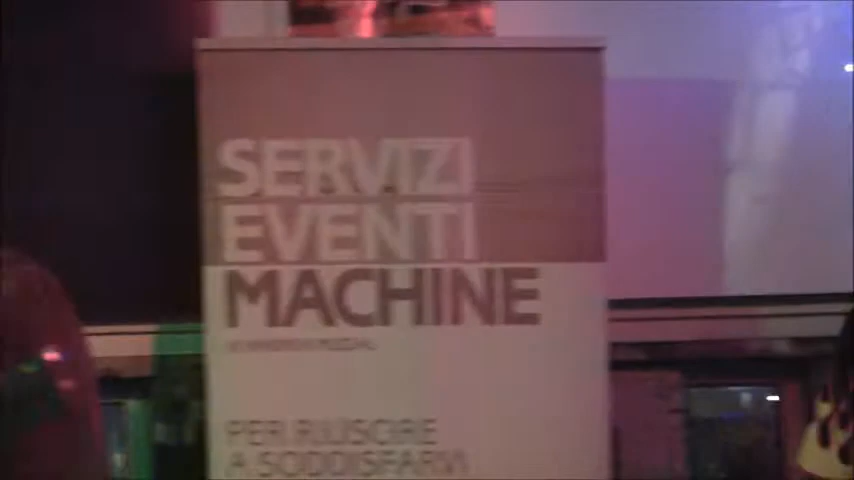 SERVIZI
EVENTI
MACHINE
PER RIUSCIRE
A SODDISFARVI